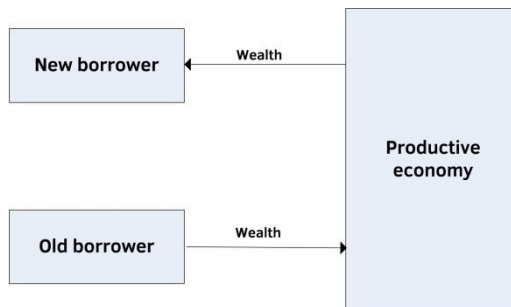 New borrower
Wealth
Productive
economy
Old borrower
Wealth